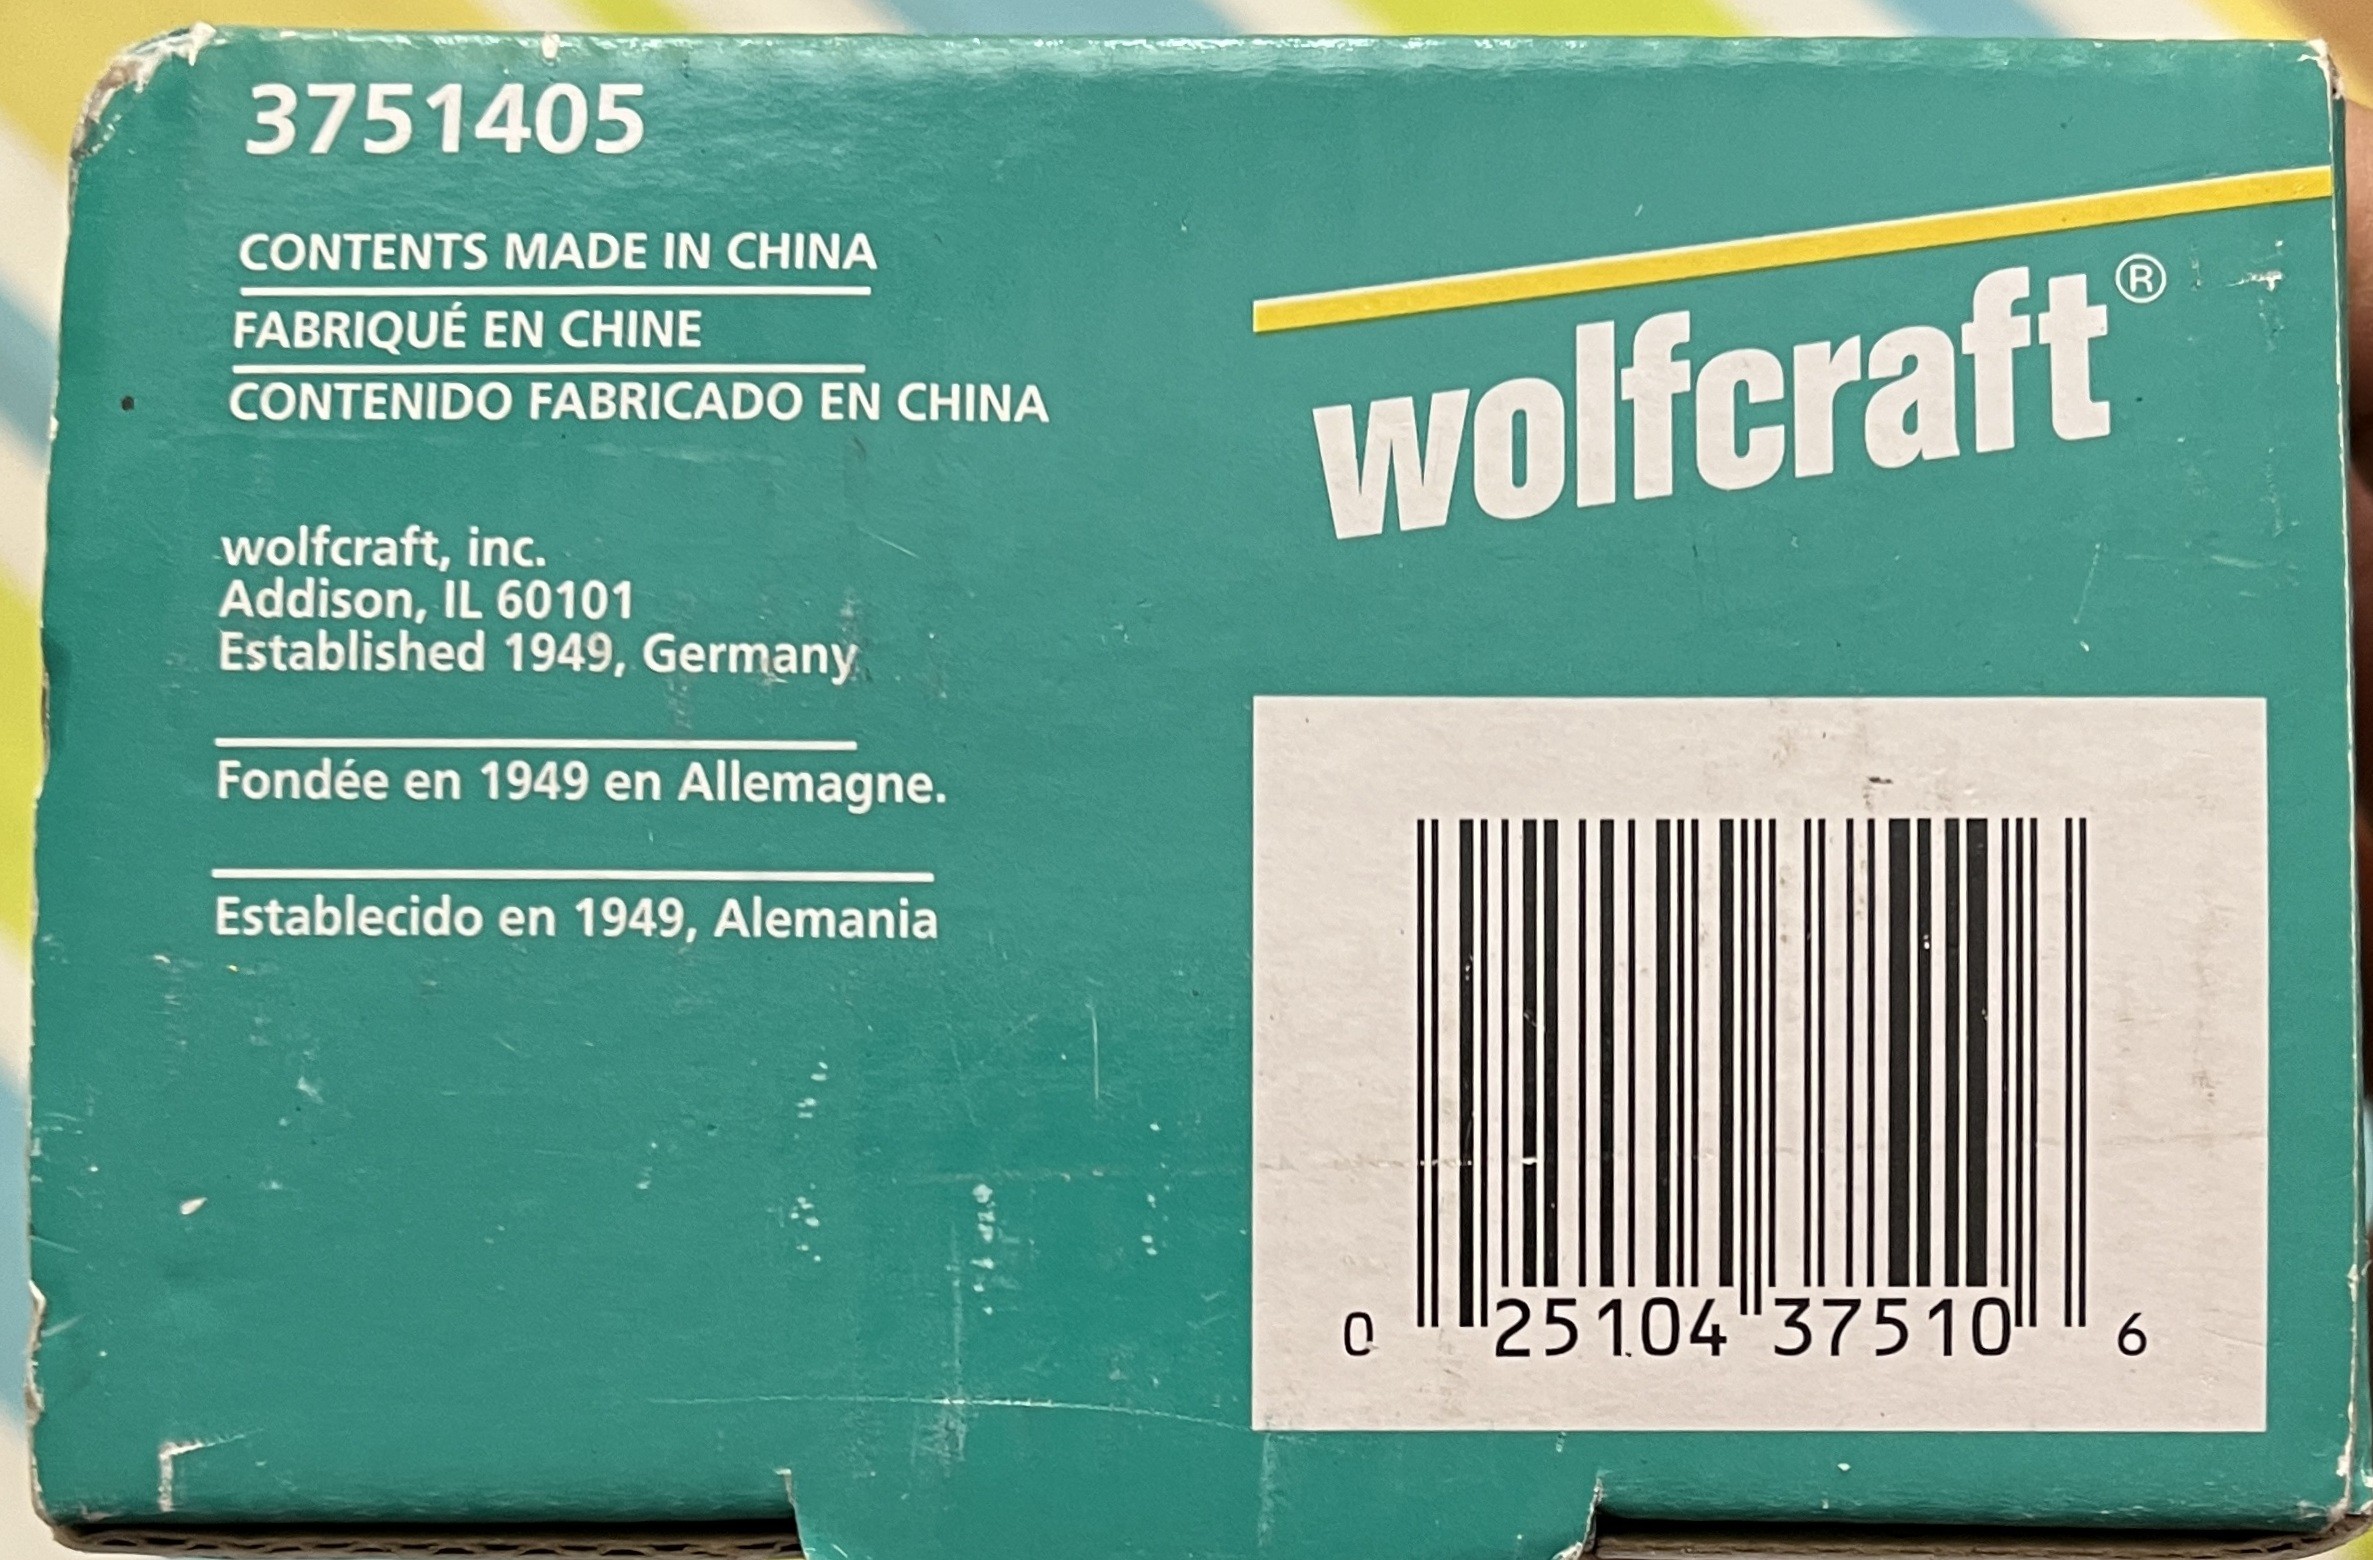 3751405
CONTENTS MADE IN CHINA
FABRIQUÉ EN CHINE
CONTENIDO FABRICADO EN CHINA
wolfcraft, inc.
Addison, IL 60101
Established 1949, Germany
Fondée en 1949 en Allemagne.
Establecido en 1949, Alemania
wolfcraft®
0 25104 37510 6